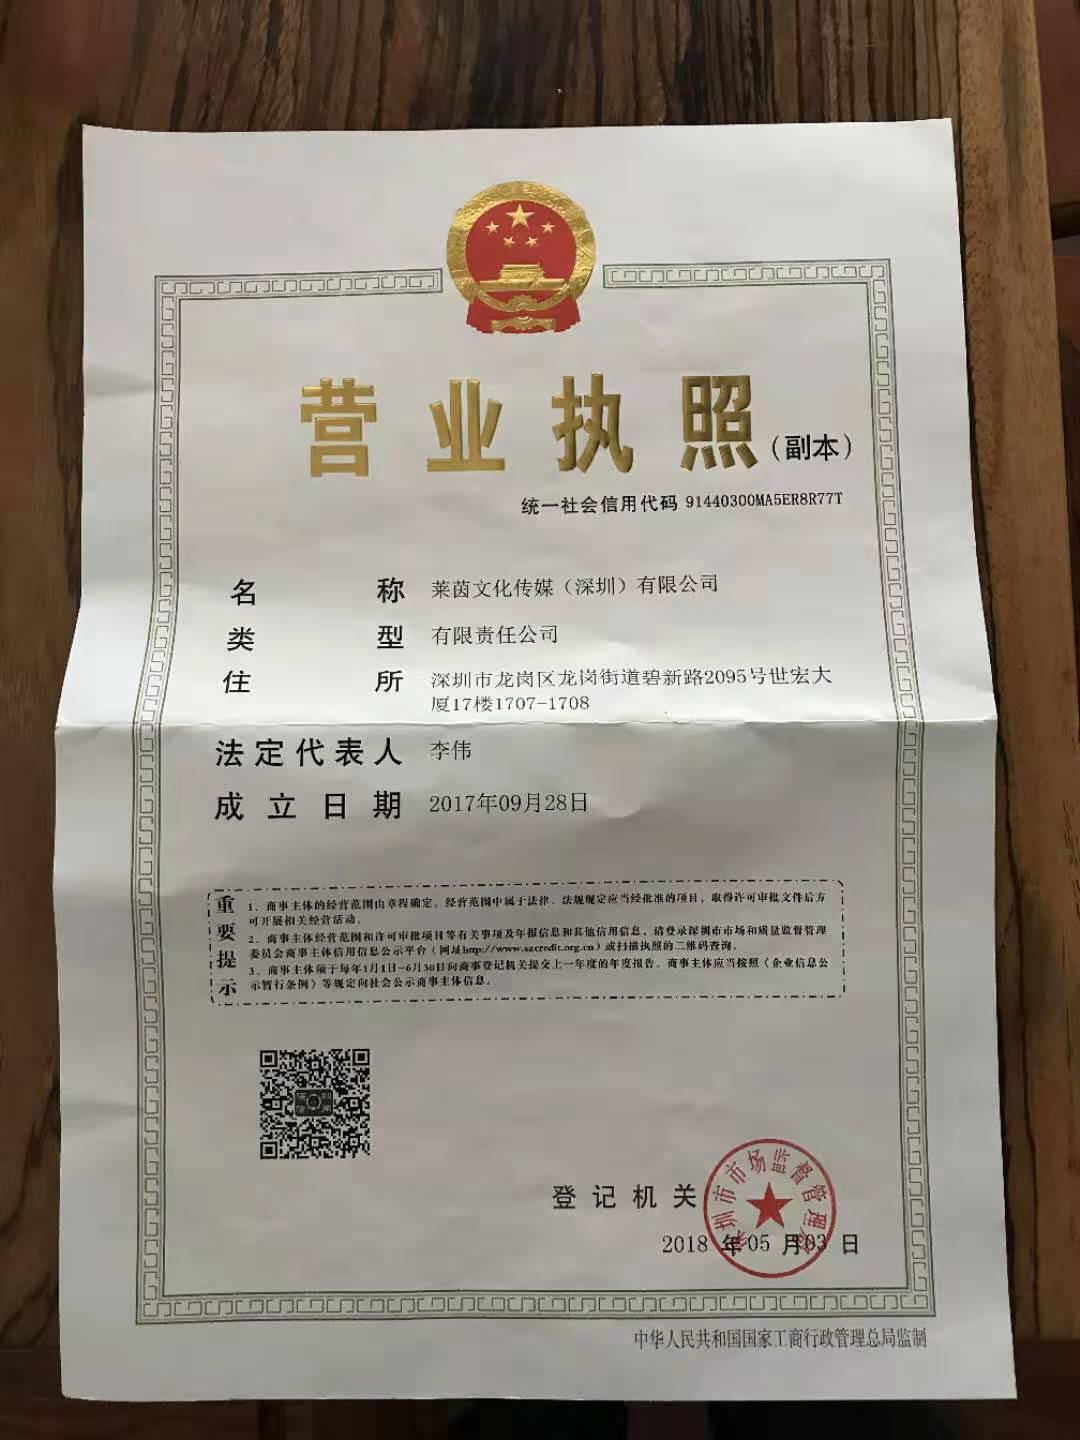 营业执照(副本)
统一社会信用代码 91440300MA5ER8R77T
名称 莱茵文化传媒（深圳）有限公司
类型 有限责任公司
住所 深圳市龙岗区龙岗街道碧新路2095号世宏大
厦17楼1707-1708
法定代表人 李伟
成立日期 2017年09月28日
重要提示
1、商事主体的经营范围由章程确定。经营范围中属于法律、法规规定应当经批准的项目，取得许可审批文件后方
可开展相关经营活动。
2、商事主体经营范围和许可审批项目等有关事项及年报信息和其他信用信息，请登录深圳市市场和质量监督管理
委员会商事主体信用信息公示平台（网址http://www.szcredit.org.cn）或扫描执照的二维码查询。
3、商事主体须于每年1月1日-6月30日向商事登记机关提交上一年度的年度报告。商事主体应当按照《企业信息公
示暂行条例》等规定向社会公示商事主体信息。
登记机关
深圳市市场监督管理局
2018年05月03日
中华人民共和国国家工商行政管理总局监制